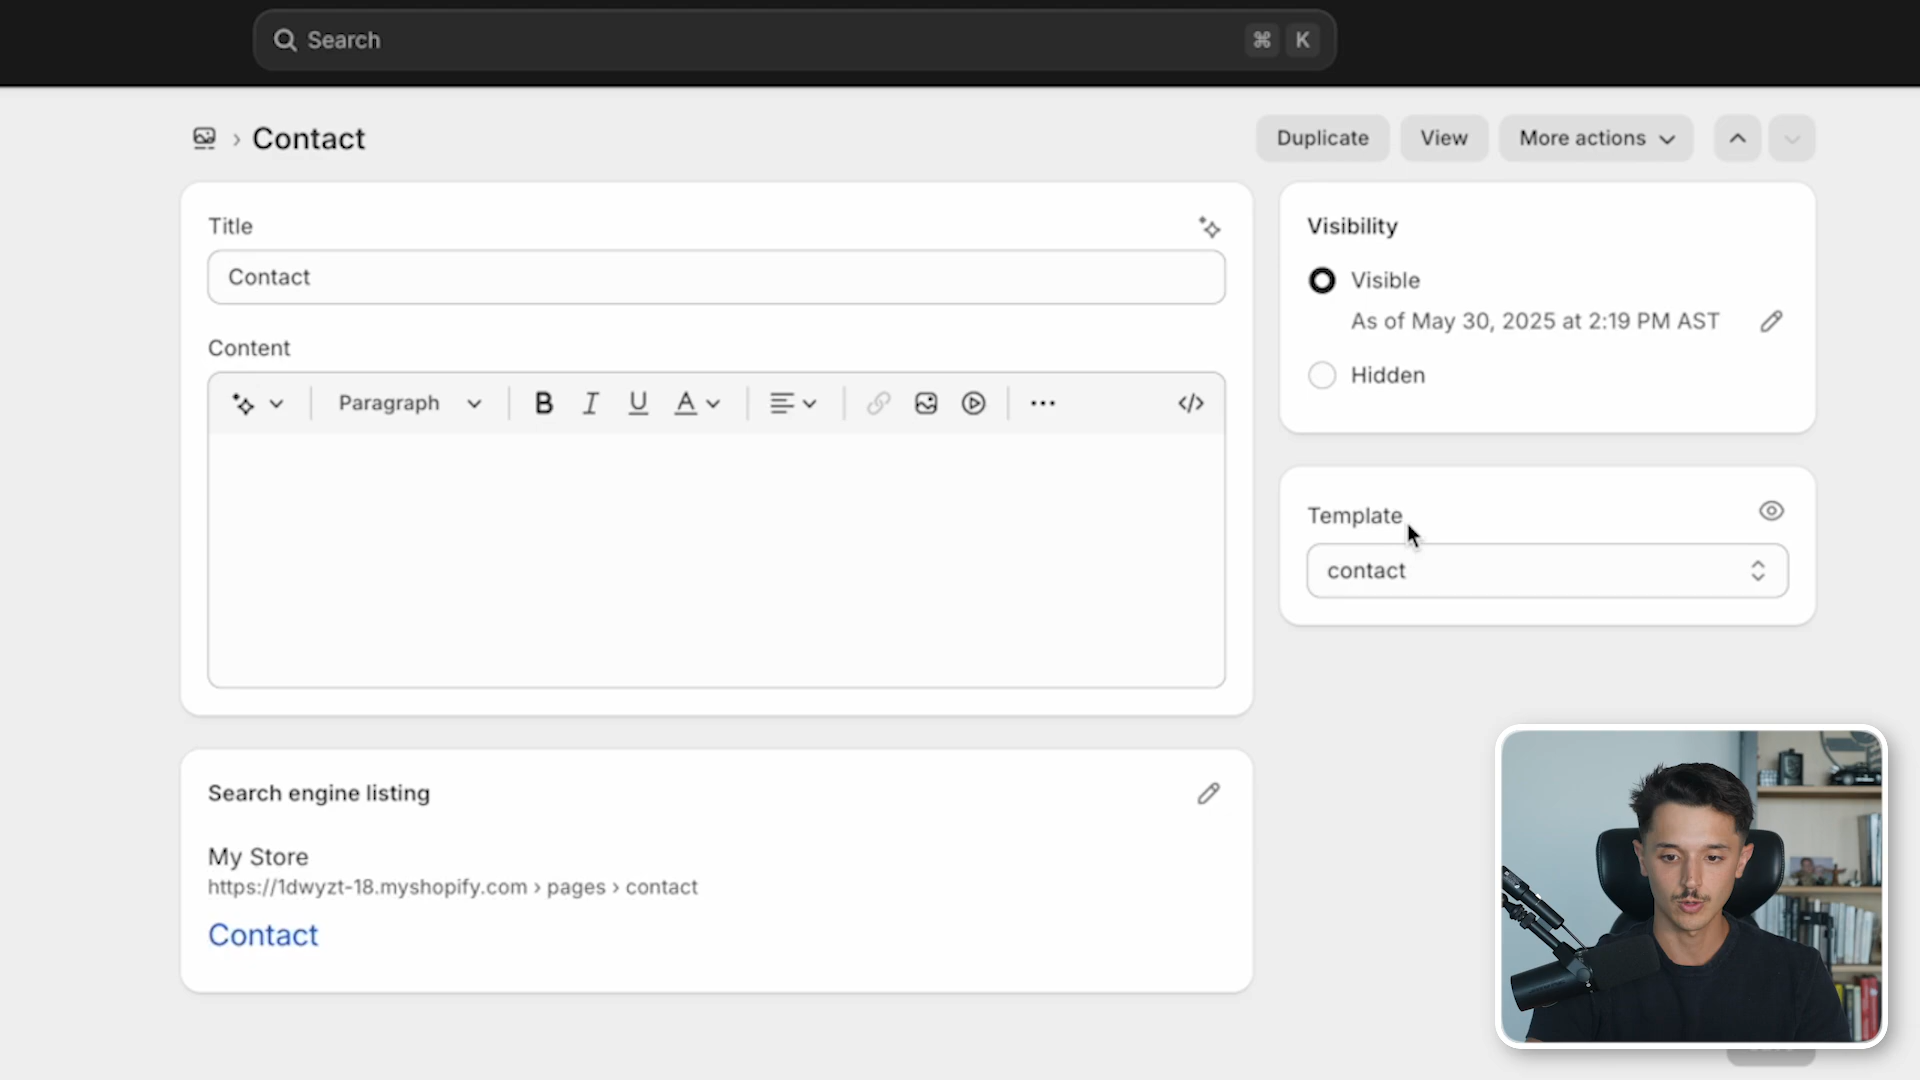 Search
⌘ K
› Contact
Duplicate
View
More actions
Title
Contact
Content
Paragraph
B I U A
</>
Visibility
Visible
As of May 30, 2025 at 2:19 PM AST
Hidden
Template
contact
Search engine listing
My Store
https://1dwyzt-18.myshopify.com › pages › contact
Contact